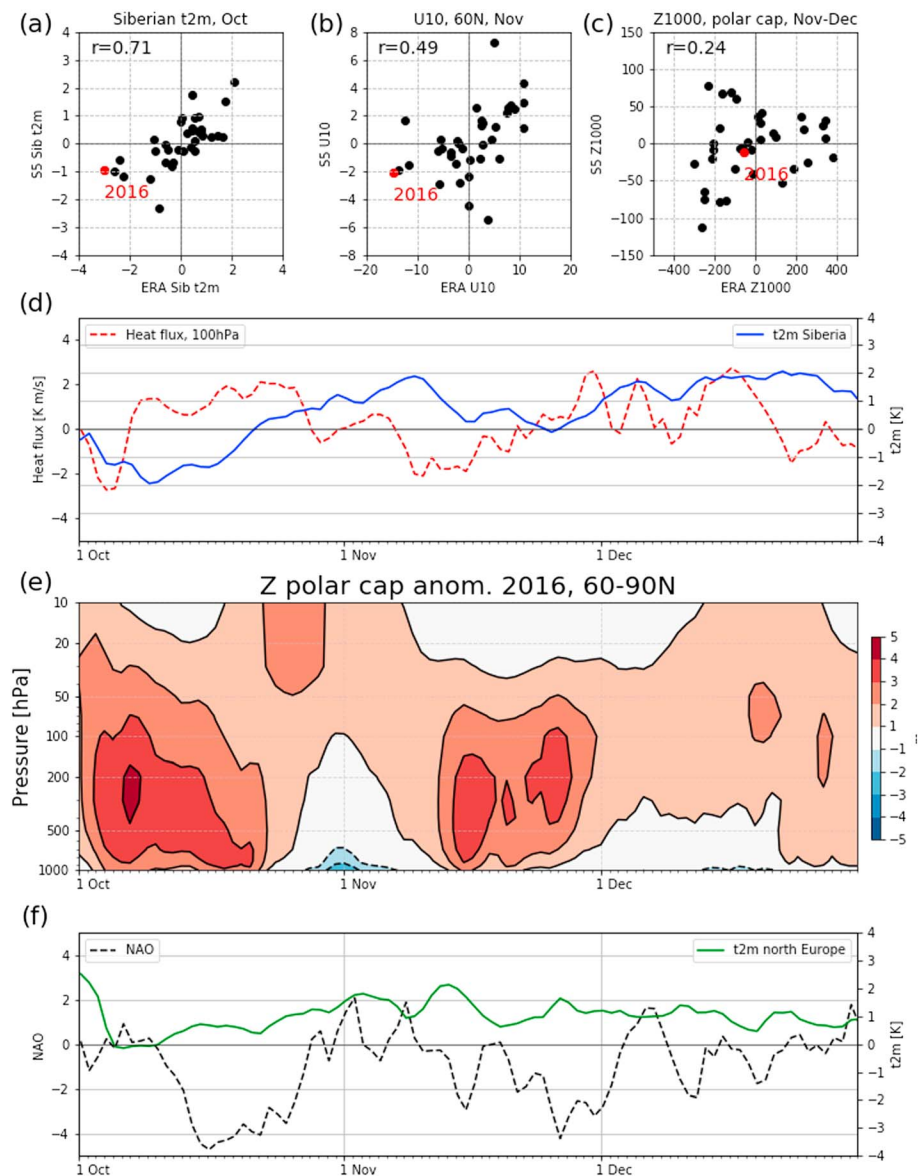 (a) Siberian t2m, Oct
r=0.71
4
3
2
1
0
−1
−2
−3
−4
S5 Sib t2m
2016
−4 −2 0 2 4
ERA Sib t2m
(b) U10, 60N, Nov
r=0.49
8
6
4
2
0
−2
−4
−6
−8
S5 U10
2016
−20 −10 0 10 20
ERA U10
(c) Z1000, polar cap, Nov-Dec
r=0.24
150
100
50
0
−50
−100
−150
S5 Z1000
2016
−400 −200 0 200 400
ERA Z1000
(d)
Heat flux, 100hPa
t2m Siberia
4
2
0
−2
−4
Heat flux [K m/s]
4
3
2
1
0
−1
−2
−3
−4
t2m [K]
1 Oct 1 Nov 1 Dec
(e) Z polar cap anom. 2016, 60-90N
10
20
50
100
200
500
1000
Pressure [hPa]
1 Oct 1 Nov 1 Dec
5
4
3
2
1
−1
−2
−3
−4
−5
(f)
NAO
t2m north Europe
4
2
0
−2
−4
NAO
4
3
2
1
0
−1
−2
−3
−4
t2m [K]
1 Oct 1 Nov 1 Dec